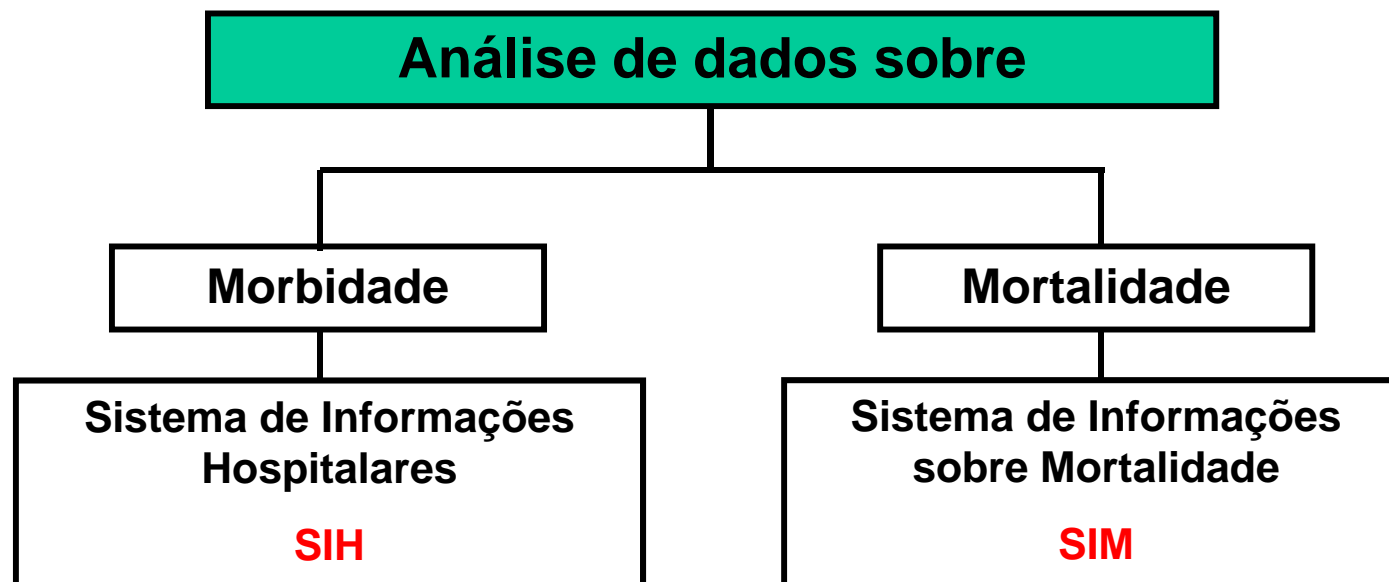 Análise de dados sobre
Morbidade
Mortalidade
Sistema de Informações
Hospitalares
SIH
Sistema de Informações
sobre Mortalidade
SIM